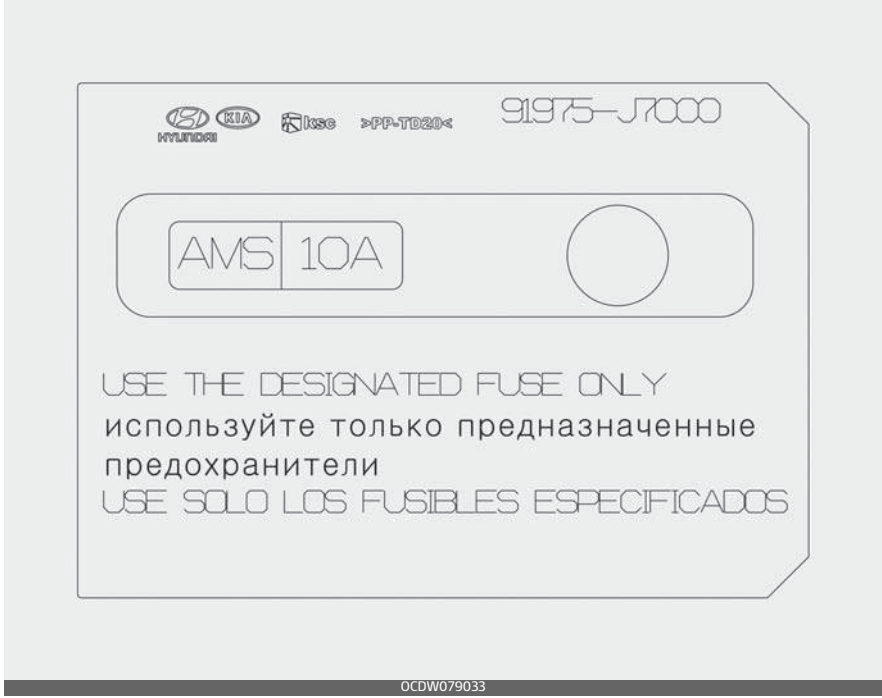 HYUNDAI KIA ksc >PP-TD20< 91975-J7000
AMS 10A
USE THE DESIGNATED FUSE ONLY
используйте только предназначенные
предохранители
USE SOLO LOS FUSIBLES ESPECIFICADOS
OCDW079033